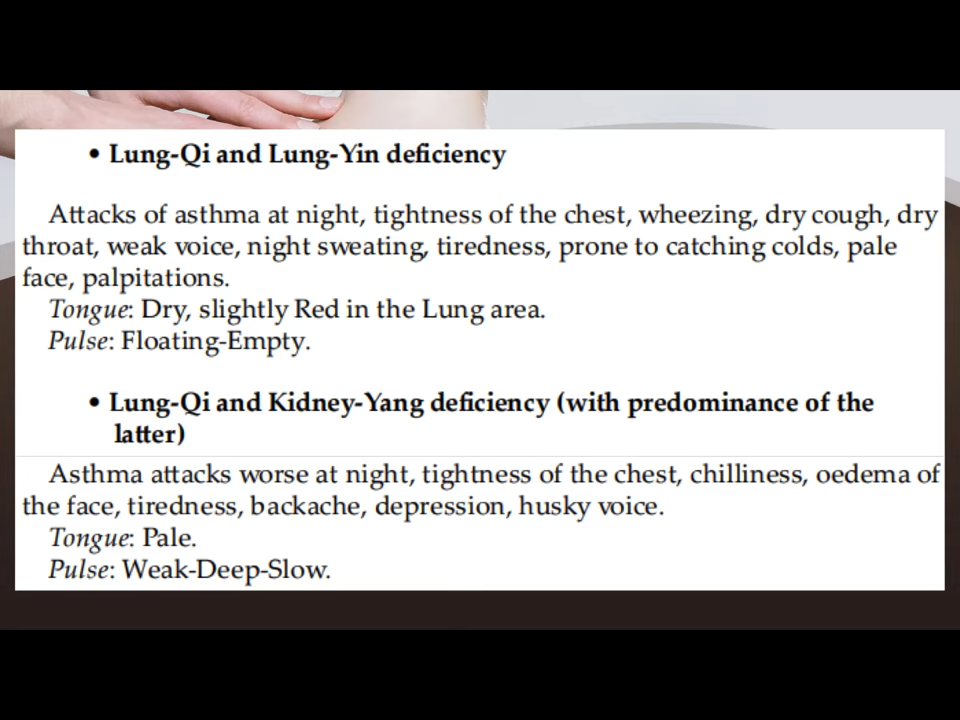 • Lung-Qi and Lung-Yin deficiency
Attacks of asthma at night, tightness of the chest, wheezing, dry cough, dry
throat, weak voice, night sweating, tiredness, prone to catching colds, pale
face, palpitations.
Tongue: Dry, slightly Red in the Lung area.
Pulse: Floating-Empty.
• Lung-Qi and Kidney-Yang deficiency (with predominance of the
latter)
Asthma attacks worse at night, tightness of the chest, chilliness, oedema of
the face, tiredness, backache, depression, husky voice.
Tongue: Pale.
Pulse: Weak-Deep-Slow.